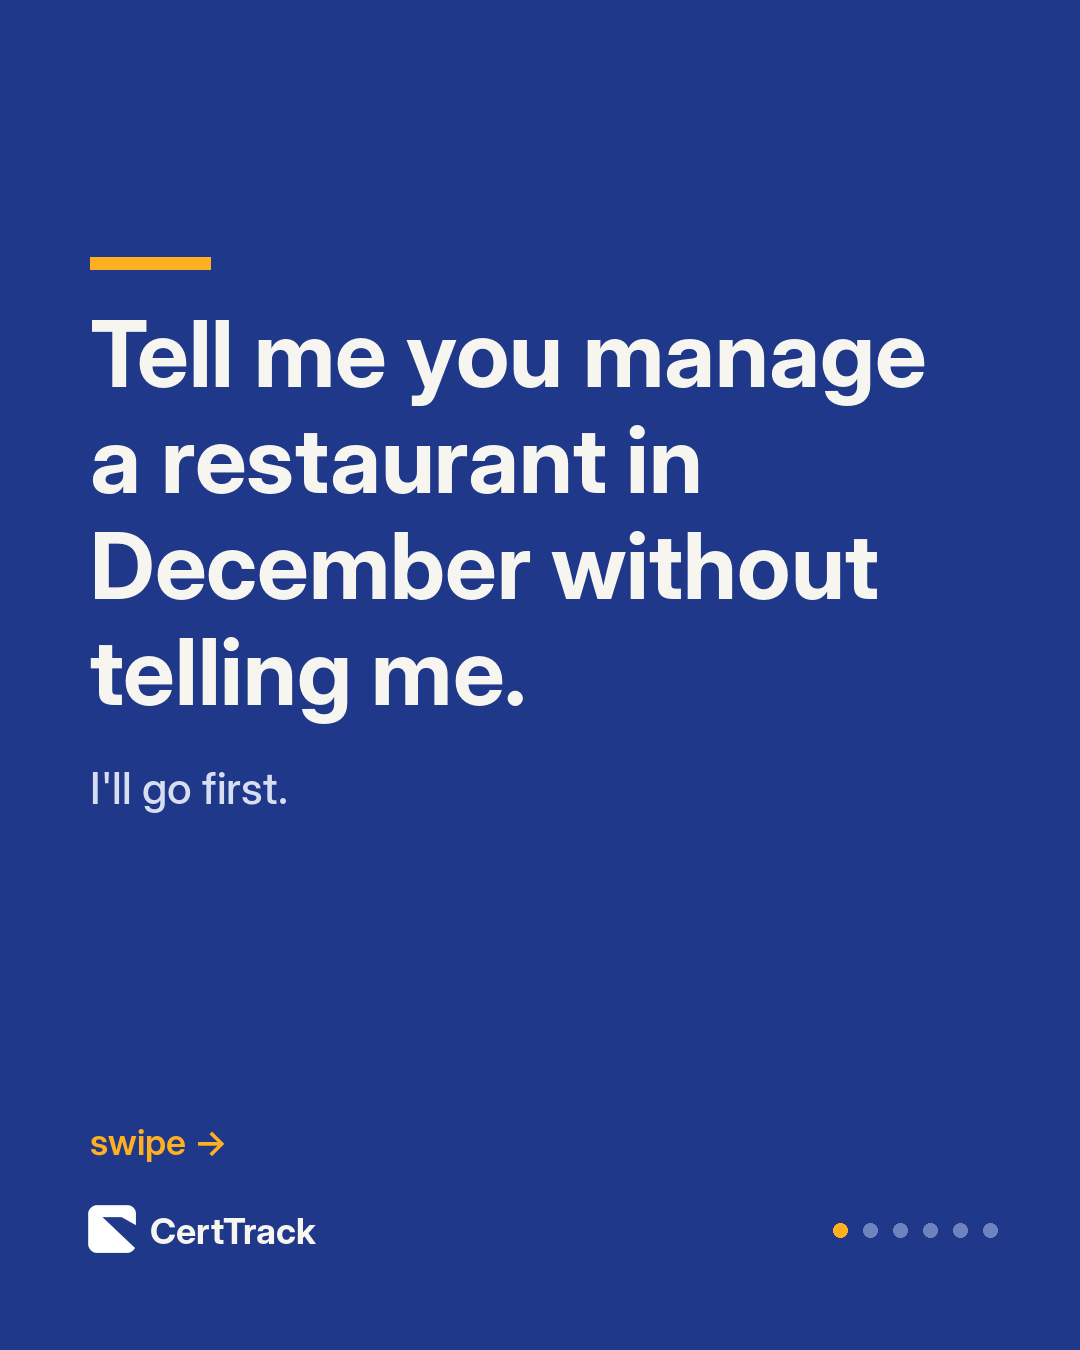 Tell me you manage
a restaurant in
December without
telling me.
I'll go first.
swipe →
CertTrack